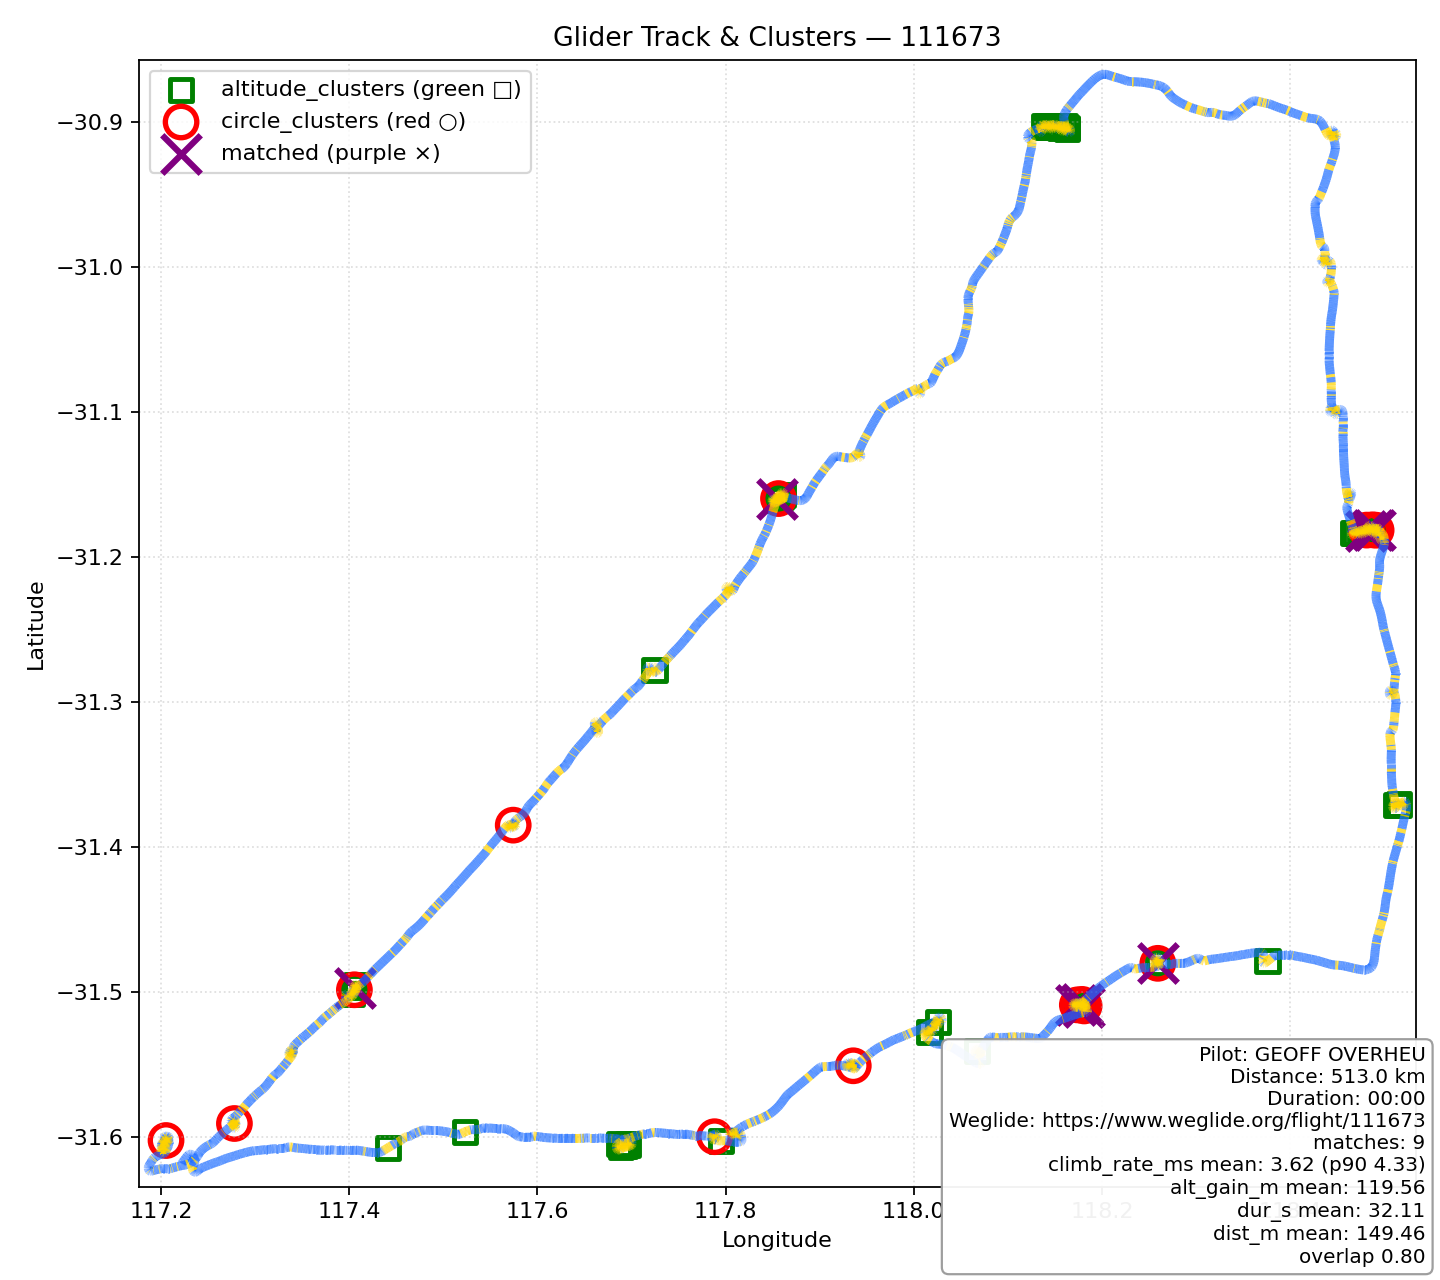 Glider Track & Clusters — 111673
altitude_clusters (green □)
circle_clusters (red ○)
matched (purple ×)
−30.9
−31.0
−31.1
−31.2
−31.3
−31.4
−31.5
−31.6
Latitude
117.2
117.4
117.6
117.8
118.0
118.2
Longitude
Pilot: GEOFF OVERHEU
Distance: 513.0 km
Duration: 00:00
Weglide: https://www.weglide.org/flight/111673
matches: 9
climb_rate_ms mean: 3.62 (p90 4.33)
alt_gain_m mean: 119.56
dur_s mean: 32.11
dist_m mean: 149.46
overlap 0.80